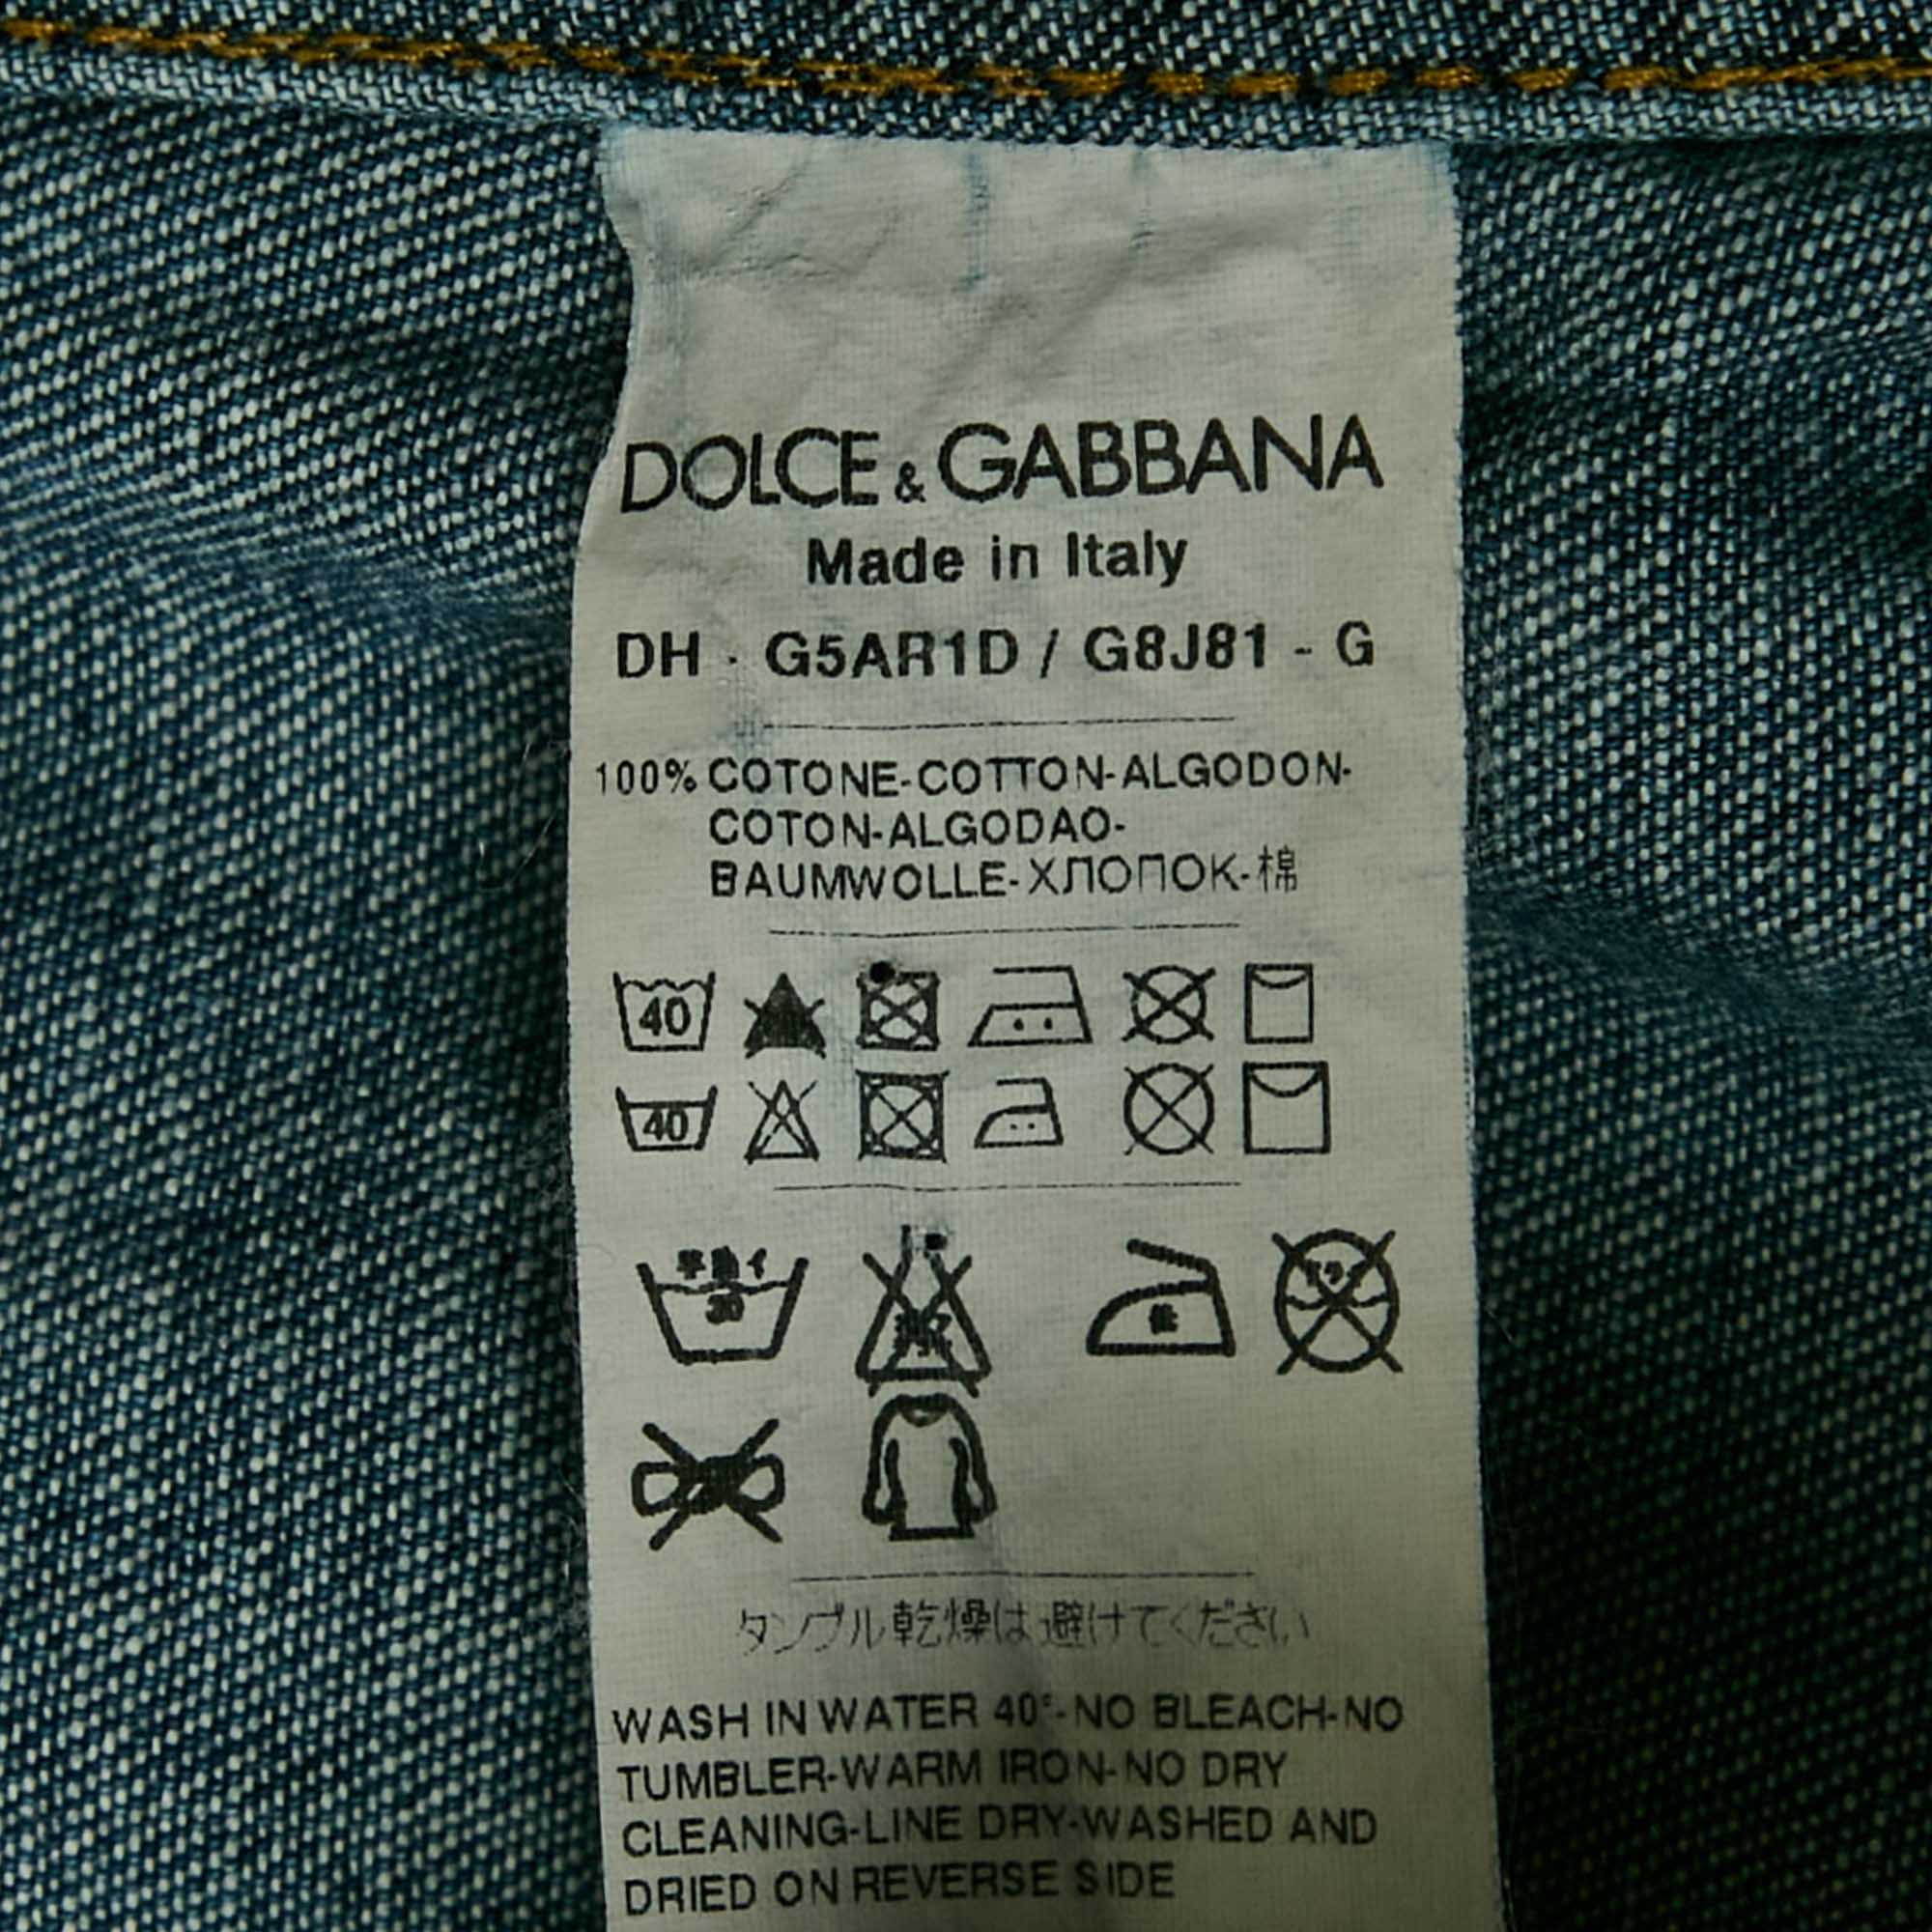 DOLCE & GABBANA
Made in Italy
DH - G5AR1D / G8J81 - G
100% COTONE-COTTON-ALGODON-
COTON-ALGODAO-
BAUMWOLLE-ХЛОПОК-棉
40
40
タンブル乾燥は避けてください
WASH IN WATER 40°-NO BLEACH-NO
TUMBLER-WARM IRON-NO DRY
CLEANING-LINE DRY-WASHED AND
DRIED ON REVERSE SIDE